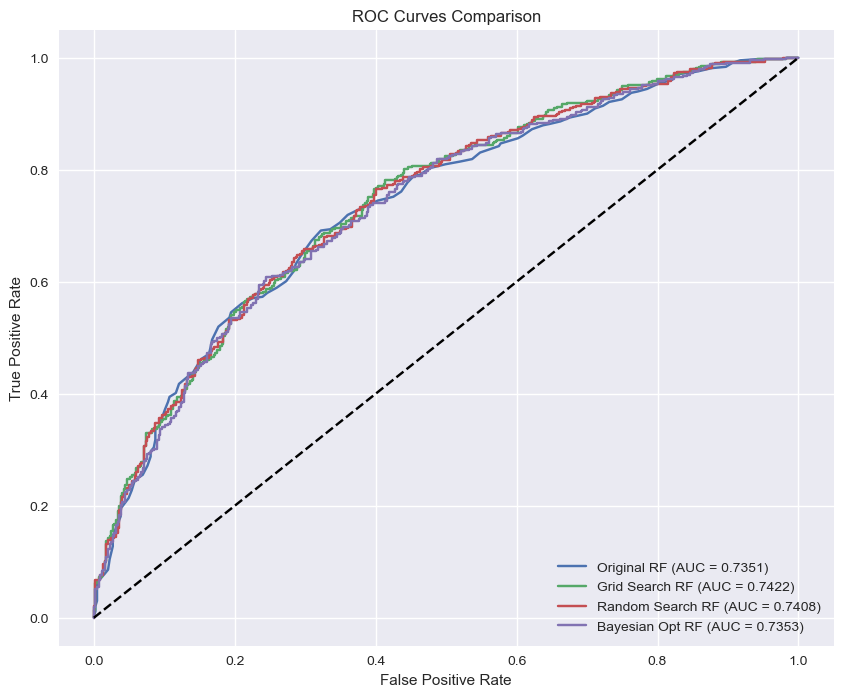 ROC Curves Comparison
True Positive Rate
1.0
0.8
0.6
0.4
0.2
0.0
Original RF (AUC = 0.7351)
Grid Search RF (AUC = 0.7422)
Random Search RF (AUC = 0.7408)
Bayesian Opt RF (AUC = 0.7353)
0.0 0.2 0.4 0.6 0.8 1.0
False Positive Rate